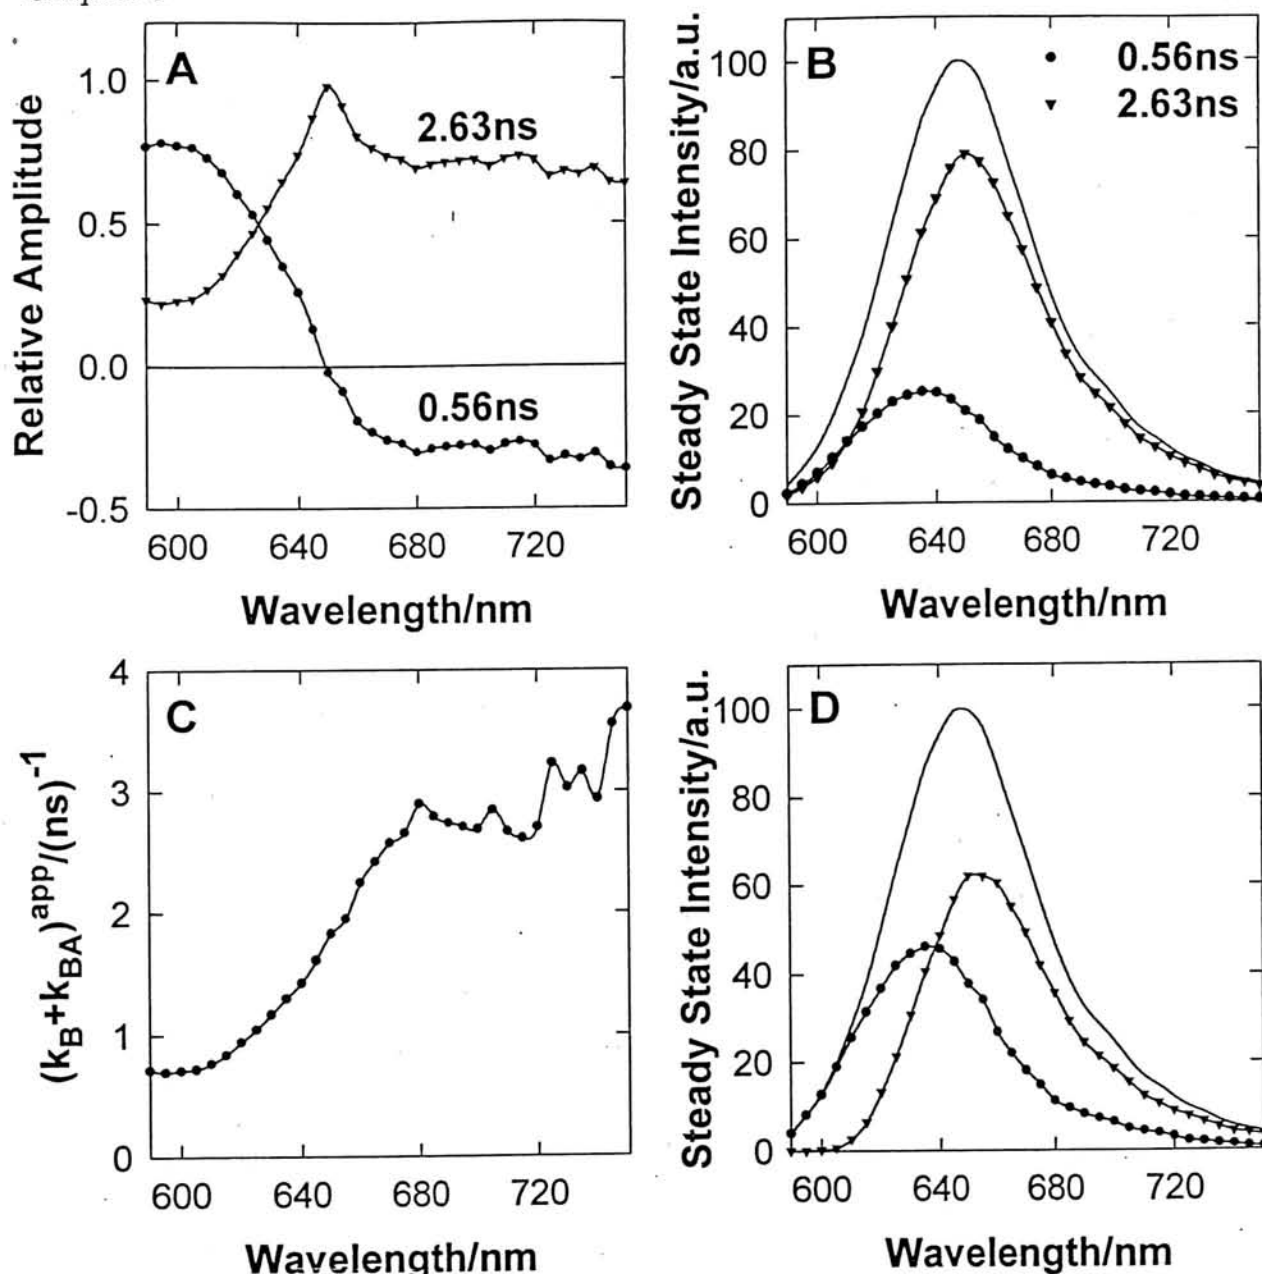 A
1.0
0.5
0.0
-0.5
2.63ns
0.56ns
Relative Amplitude
600 640 680 720
Wavelength/nm
B
0.56ns
2.63ns
100
80
60
40
20
0
Steady State Intensity/a.u.
600 640 680 720
Wavelength/nm
C
4
3
2
1
0
(k_B+k_BA)^app/(ns)^-1
600 640 680 720
Wavelength/nm
D
100
80
60
40
20
0
Steady State Intensity/a.u.
600 640 680 720
Wavelength/nm